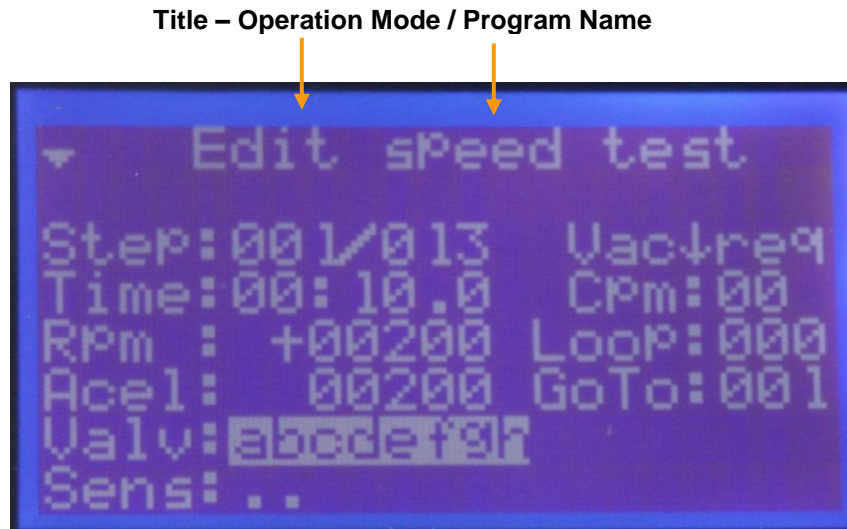 Title – Operation Mode / Program Name
Edit speed test
Step:001/013 Vac↓req
Time:00:10.0 Cpm:00
Rpm : +00200 Loop:000
Acel: 00200 GoTo:001
Valv:abcdefgh
Sens:..